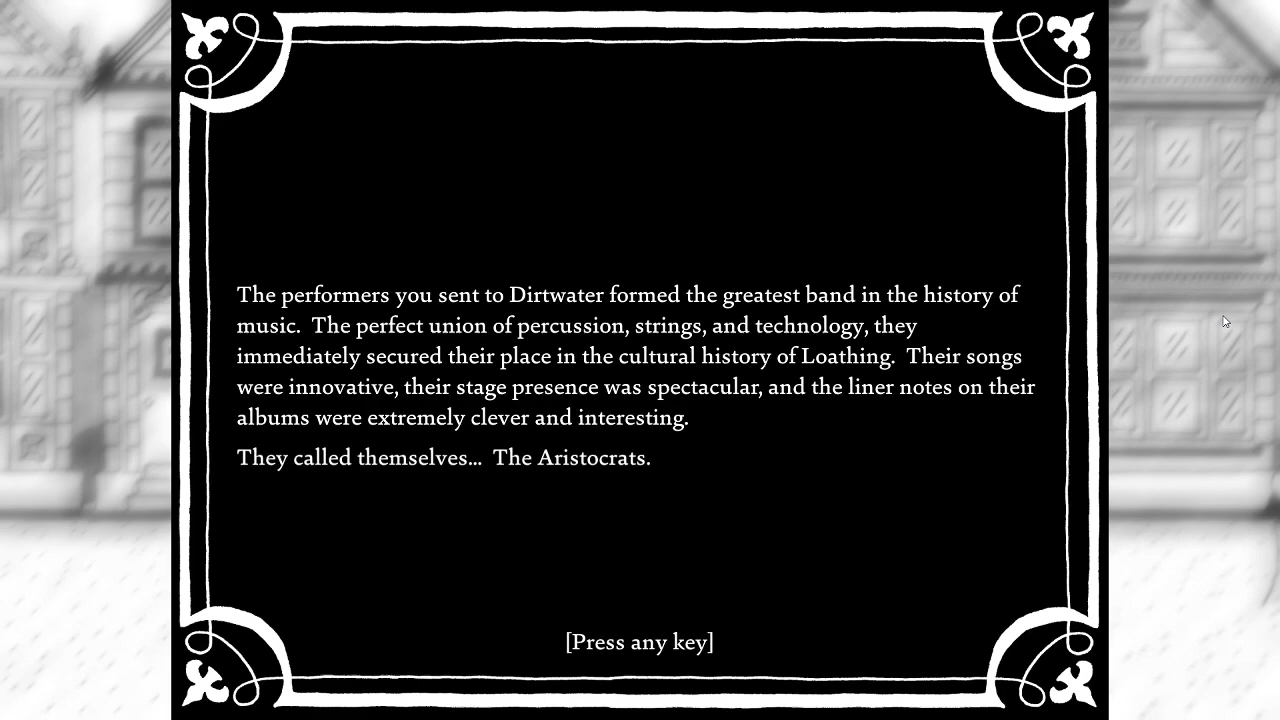 The performers you sent to Dirtwater formed the greatest band in the history of
music.  The perfect union of percussion, strings, and technology, they
immediately secured their place in the cultural history of Loathing.  Their songs
were innovative, their stage presence was spectacular, and the liner notes on their
albums were extremely clever and interesting.
They called themselves...  The Aristocrats.
[Press any key]